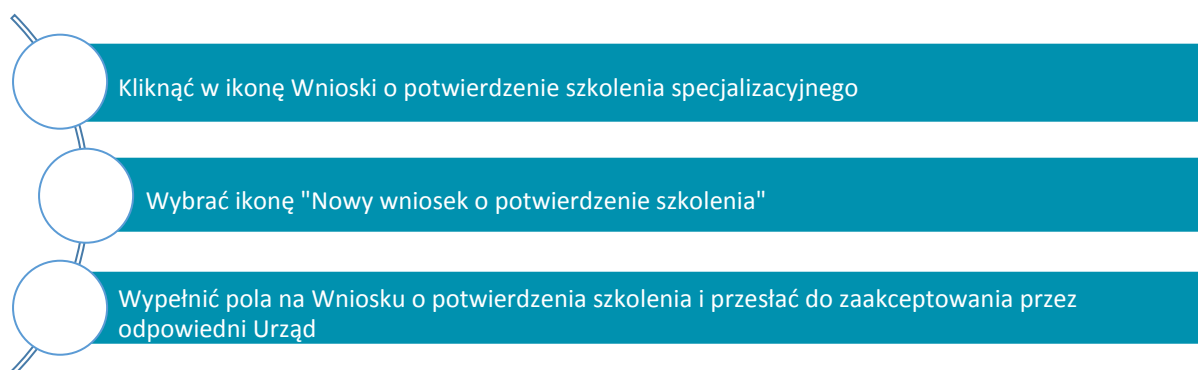 Kliknąć w ikonę Wnioski o potwierdzenie szkolenia specjalizacyjnego
Wybrać ikonę "Nowy wniosek o potwierdzenie szkolenia"
Wypełnić pola na Wniosku o potwierdzenia szkolenia i przesłać do zaakceptowania przez
odpowiedni Urząd